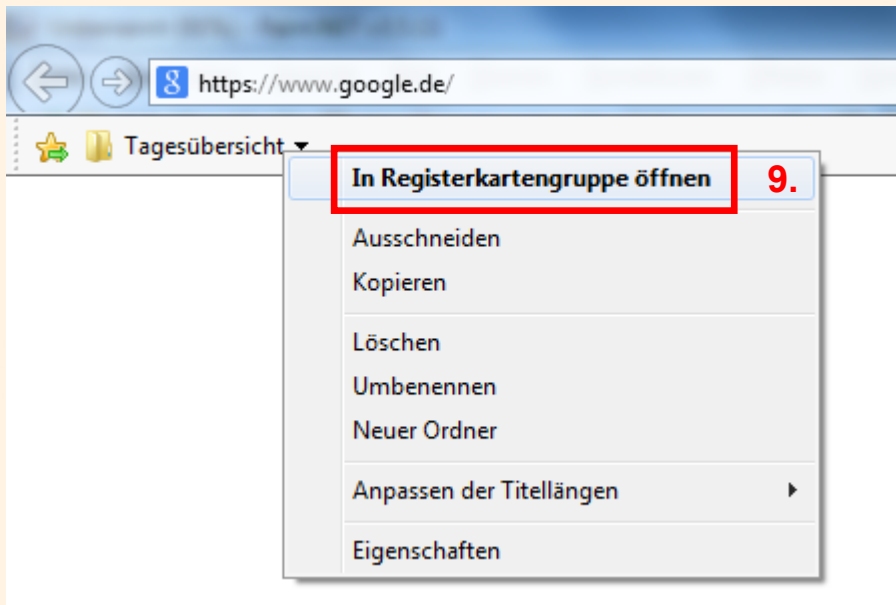 https://www.google.de/
Tagesübersicht
In Registerkartengruppe öffnen 9.
Ausschneiden
Kopieren
Löschen
Umbenennen
Neuer Ordner
Anpassen der Titellängen
Eigenschaften